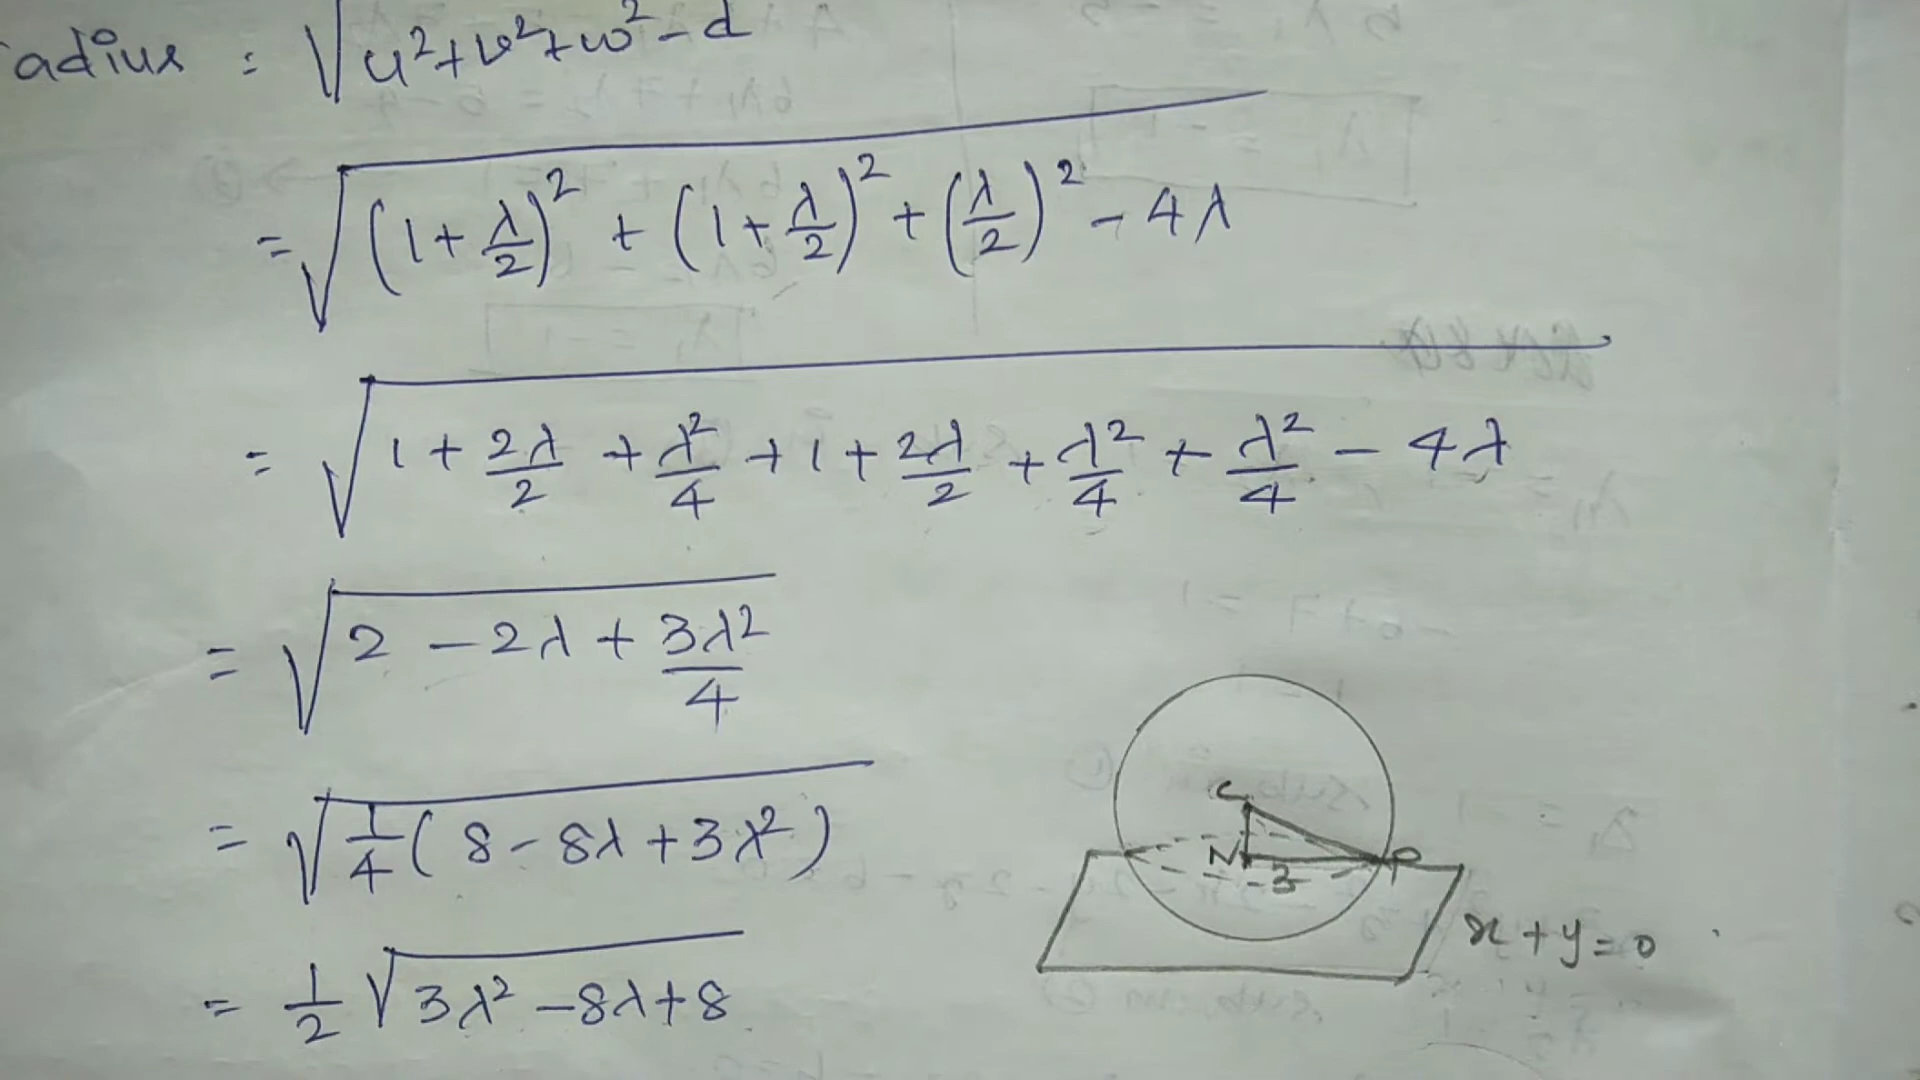 adius = √u²+v²+w²-d
= √(1+λ/2)² + (1+λ/2)² + (λ/2)² - 4λ
= √1 + 2λ/2 + λ²/4 + 1 + 2λ/2 + λ²/4 + λ²/4 - 4λ
= √2 - 2λ + 3λ²/4
= √1/4 (8 - 8λ + 3λ²)
= 1/2 √3λ² - 8λ + 8
C
N
P
3
x + y = 0